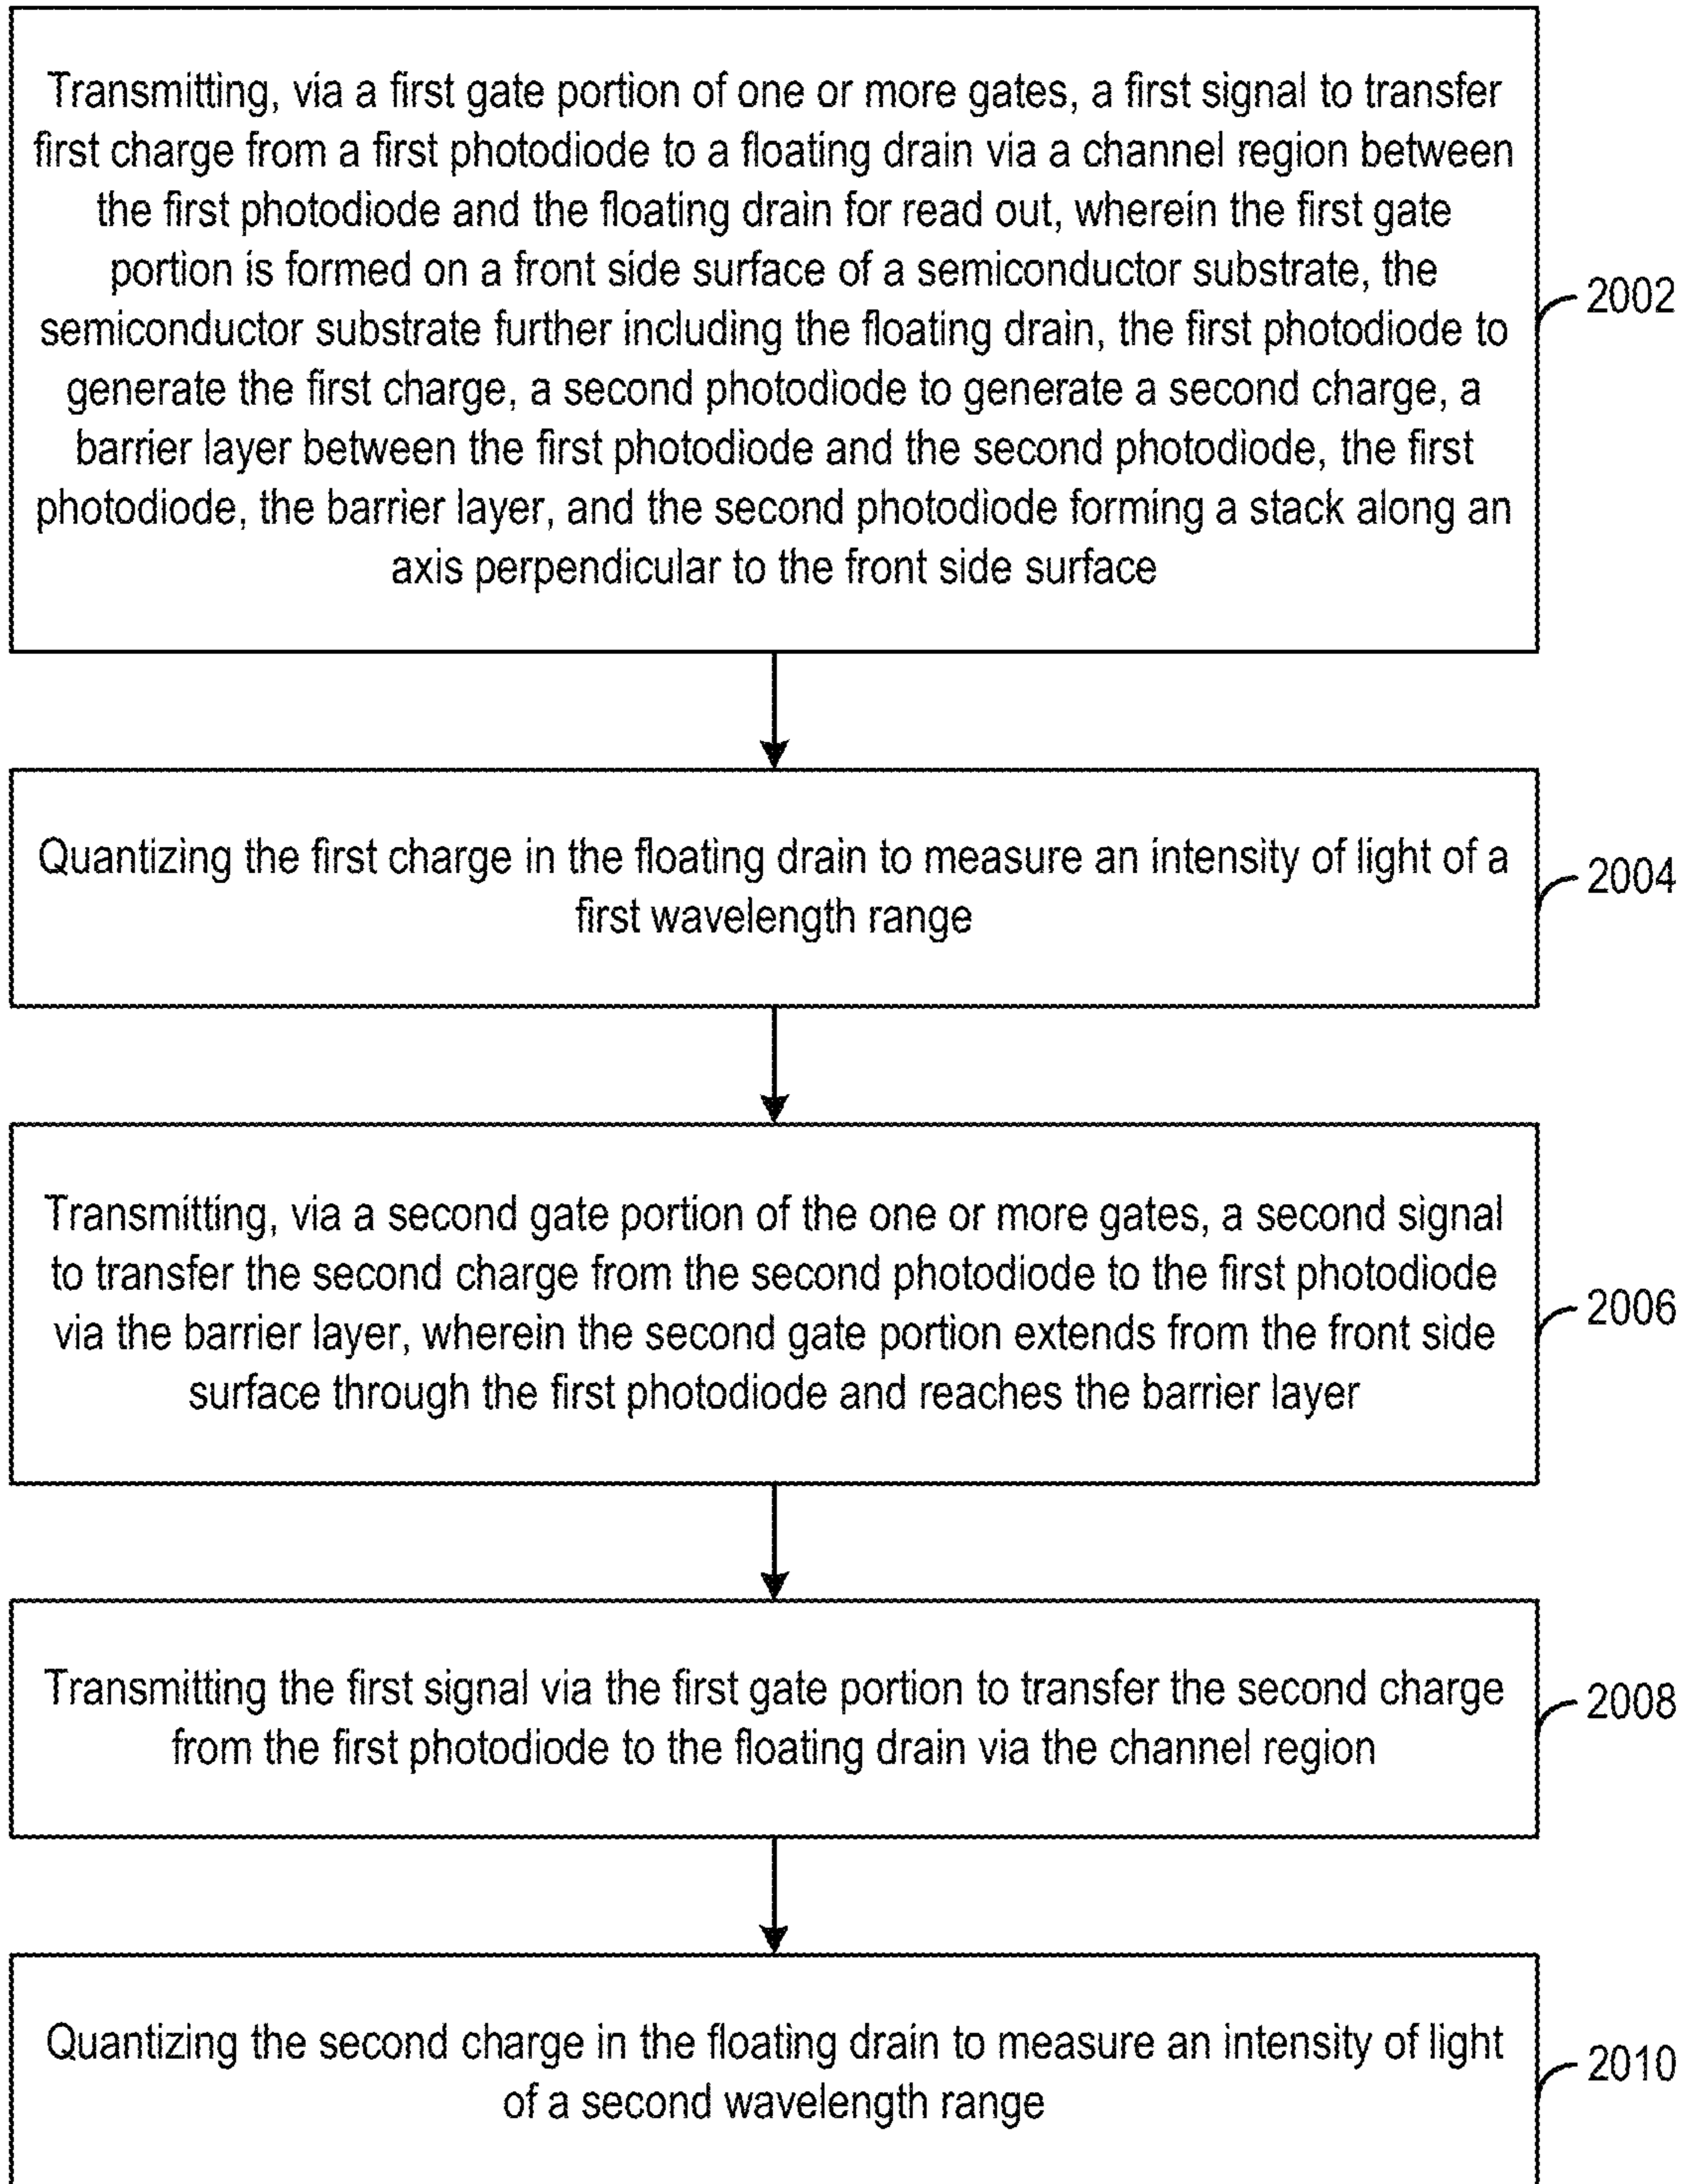 Transmitting, via a first gate portion of one or more gates, a first signal to transfer
first charge from a first photodiode to a floating drain via a channel region between
the first photodiode and the floating drain for read out, wherein the first gate
portion is formed on a front side surface of a semiconductor substrate, the
semiconductor substrate further including the floating drain, the first photodiode to
generate the first charge, a second photodiode to generate a second charge, a
barrier layer between the first photodiode and the second photodiode, the first
photodiode, the barrier layer, and the second photodiode forming a stack along an
axis perpendicular to the front side surface
2002
Quantizing the first charge in the floating drain to measure an intensity of light of a
first wavelength range
2004
Transmitting, via a second gate portion of the one or more gates, a second signal
to transfer the second charge from the second photodiode to the first photodiode
via the barrier layer, wherein the second gate portion extends from the front side
surface through the first photodiode and reaches the barrier layer
2006
Transmitting the first signal via the first gate portion to transfer the second charge
from the first photodiode to the floating drain via the channel region
2008
Quantizing the second charge in the floating drain to measure an intensity of light
of a second wavelength range
2010